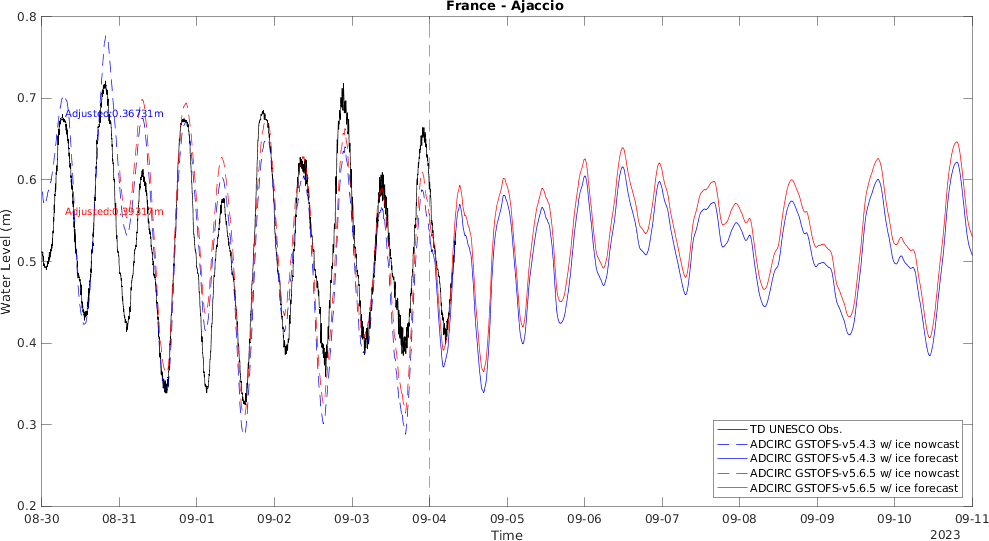 France - Ajaccio
Water Level (m)
0.8
0.7
0.6
0.5
0.4
0.3
0.2
Adjusted:0.36731m
Adjusted:0.39317m
TD UNESCO Obs.
ADCIRC GSTOFS-v5.4.3 w/ ice nowcast
ADCIRC GSTOFS-v5.4.3 w/ ice forecast
ADCIRC GSTOFS-v5.6.5 w/ ice nowcast
ADCIRC GSTOFS-v5.6.5 w/ ice forecast
08-30 08-31 09-01 09-02 09-03 09-04 09-05 09-06 09-07 09-08 09-09 09-10 09-11
Time
2023